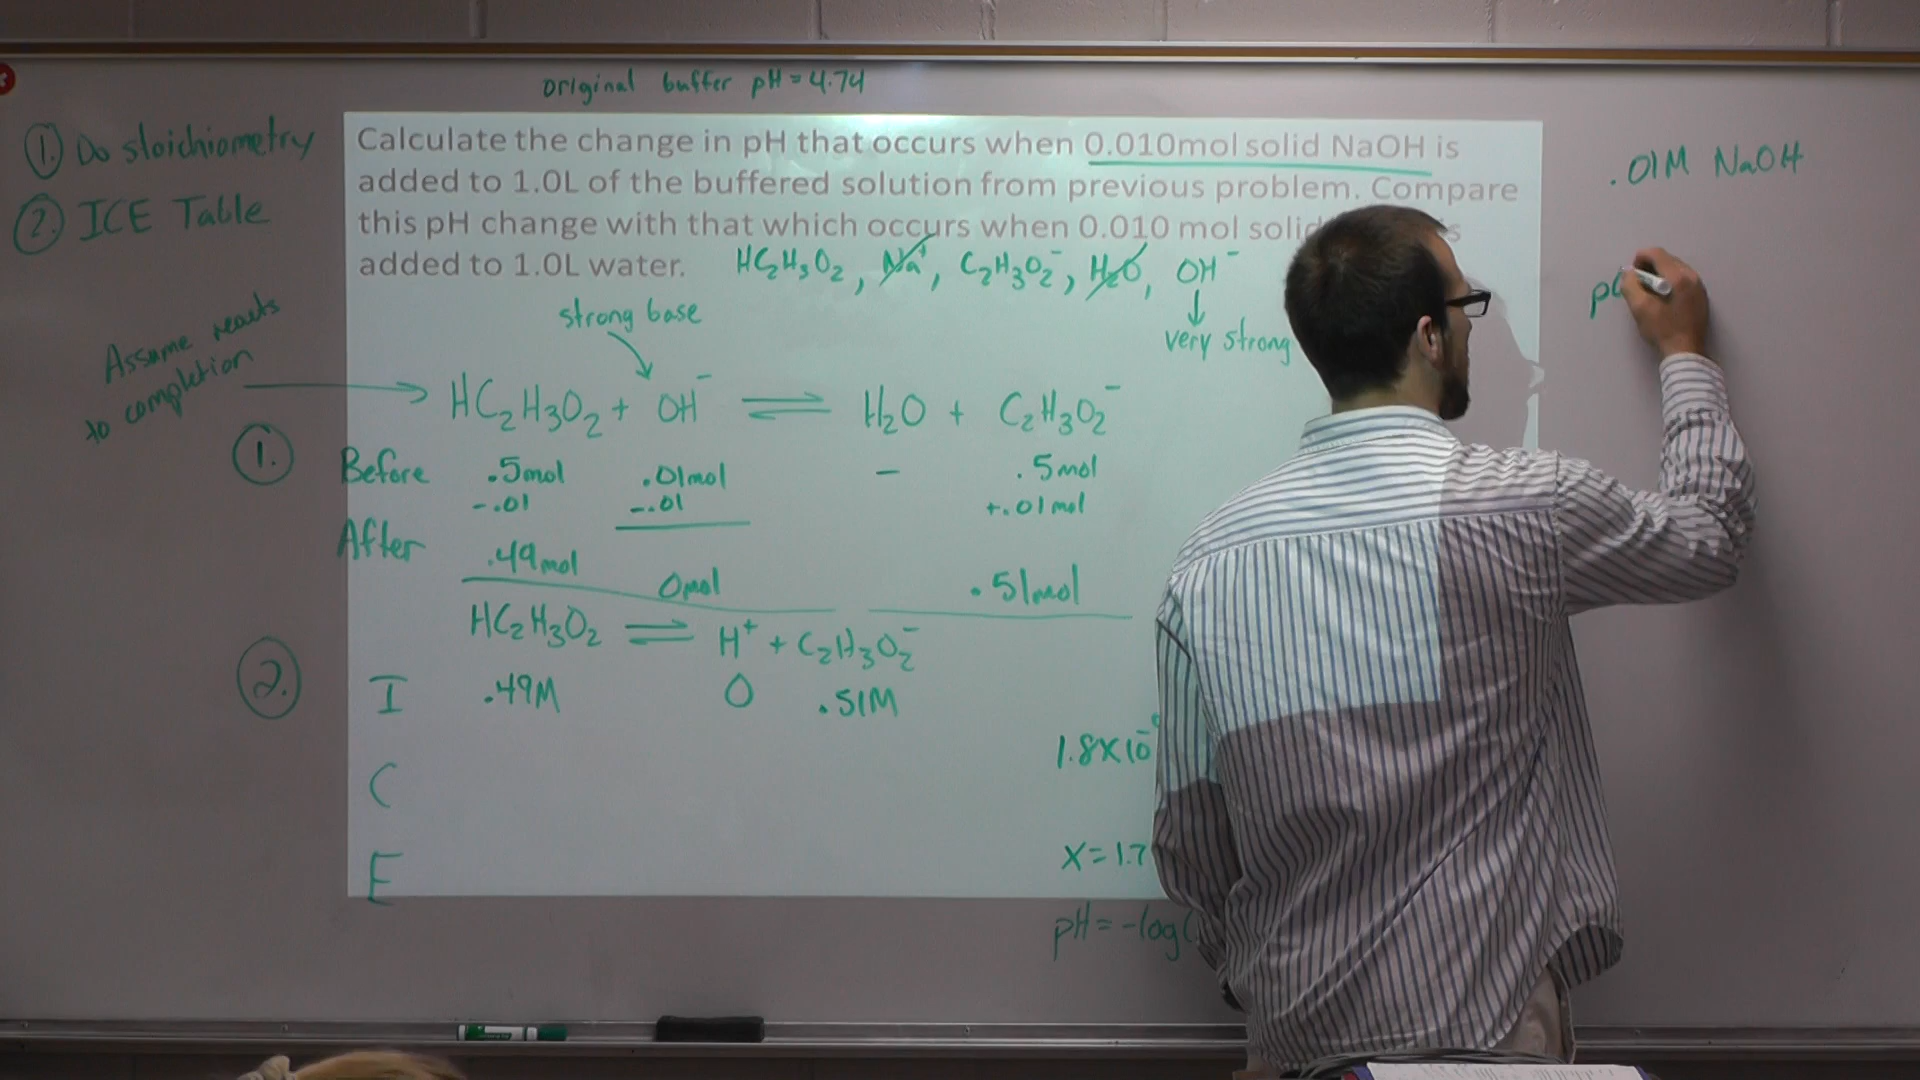 original buffer pH = 4.74
① Do stoichiometry
② ICE Table
Calculate the change in pH that occurs when 0.010mol solid NaOH is
added to 1.0L of the buffered solution from previous problem. Compare
this pH change with that which occurs when 0.010 mol solid
added to 1.0L water.
HC₂H₃O₂, Na⁺, C₂H₃O₂⁻, H₂O, OH⁻
↓
very strong
strong base
Assume reacts
to completion
HC₂H₃O₂ + OH⁻ ⇌ H₂O + C₂H₃O₂⁻
①.
Before .5mol .01mol – .5mol
-.01 -.01 +.01mol
After .49mol 0mol .51mol
②.
HC₂H₃O₂ ⇌ H⁺ + C₂H₃O₂⁻
I .49M 0 .51M
C
E
1.8×10⁻
X = 1.7
pH = -log(
.01M NaOH